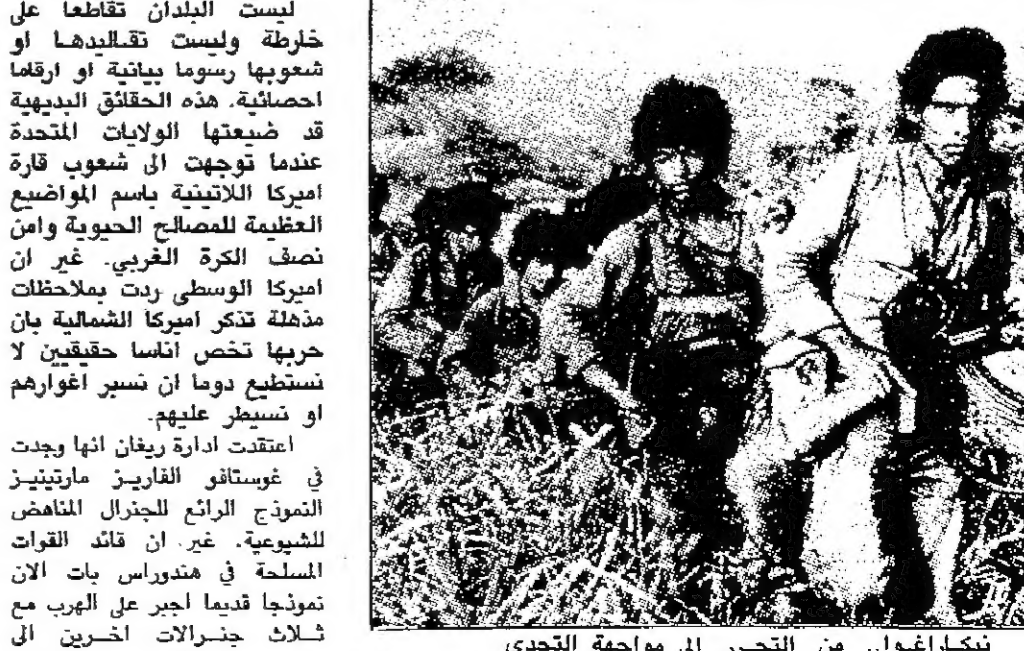 ليست البلدان تقاطعا على
خارطة وليست تقاليدها او
شعوبها رسوما بيانية او ارقاما
احصائية. هذه الحقائق البديهية
قد ضيعتها الولايات المتحدة
عندما توجهت الى شعوب قارة
اميركا اللاتينية باسم المواضيع
العظيمة للمصالح الحيوية وامن
نصف الكرة الغربي. غير ان
اميركا الوسطى ردت بملاحظات
مذهلة تذكر اميركا الشمالية بان
حربها تخص اناسا حقيقيين لا
نستطيع دوما ان نسبر اغوارهم
او نسيطر عليهم.
اعتقدت ادارة ريغان انها وجدت
في غوستافو الفاريز مارتينيز
النموذج الرائع للجنرال المناهض
للشيوعية. غير ان قائد القوات
المسلحة في هندوراس بات الان
نموذجا قديما اجبر على الهرب مع
ثلاث جنرالات اخرين الى
نيكاراغوا.. من التحرر الى مواجهة التحدي